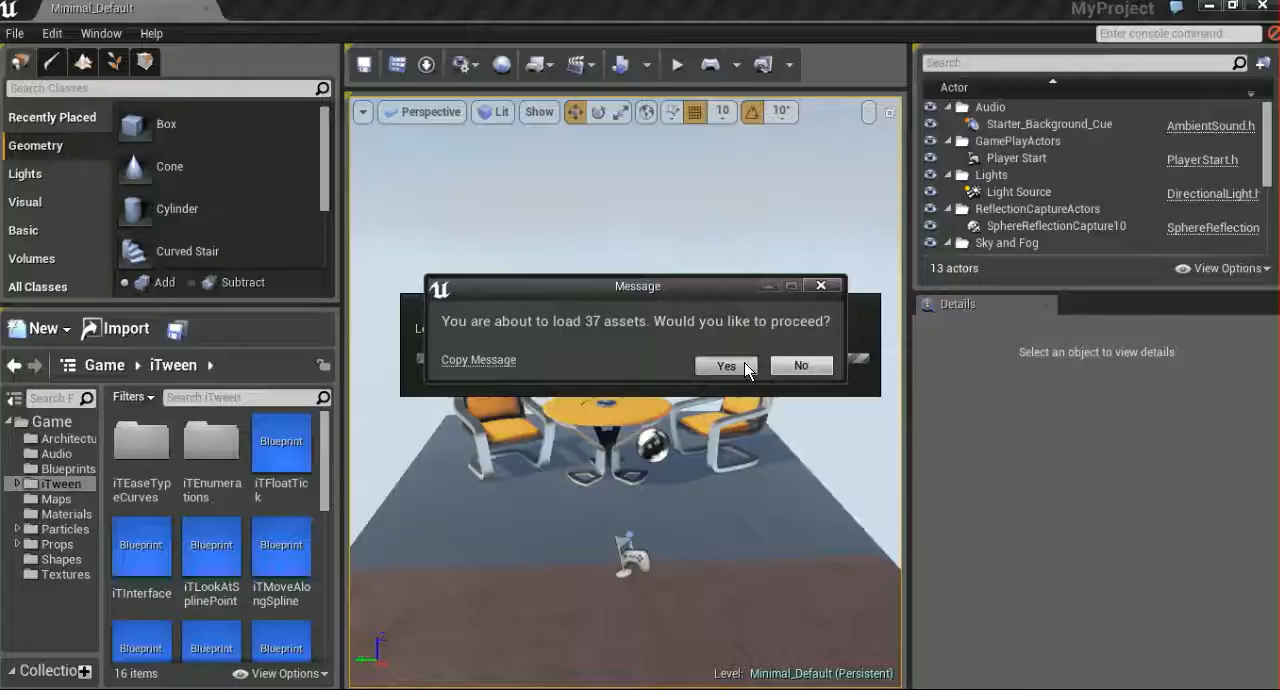 Minimal_Default
MyProject
File Edit Window Help
Enter console command
Search Classes
Recently Placed
Geometry
Lights
Visual
Basic
Volumes
All Classes
Box
Cone
Cylinder
Curved Stair
Add Subtract
Perspective Lit Show 10 10°
Search
Actor
Audio
Starter_Background_Cue AmbientSound.h
GamePlayActors
Player Start PlayerStart.h
Lights
Light Source DirectionalLight.h
ReflectionCaptureActors
SphereReflectionCapture10 SphereReflection
Sky and Fog
13 actors View Options
Details
Select an object to view details
Message
You are about to load 37 assets. Would you like to proceed?
Copy Message
Yes No
New Import
Game iTween
Search F
Filters Search iTween
Game
Architectu
Audio
Blueprints
iTween
Maps
Materials
Particles
Props
Shapes
Textures
Collectio
Blueprint
iTEaseTyp
eCurves
iTEnumera
tions
iTFloatTic
k
Blueprint Blueprint Blueprint
iTInterface
iTLookAtS
plinePoint
iTMoveAlo
ngSpline
Blueprint Blueprint Blueprint
16 items View Options
Level: Minimal_Default (Persistent)